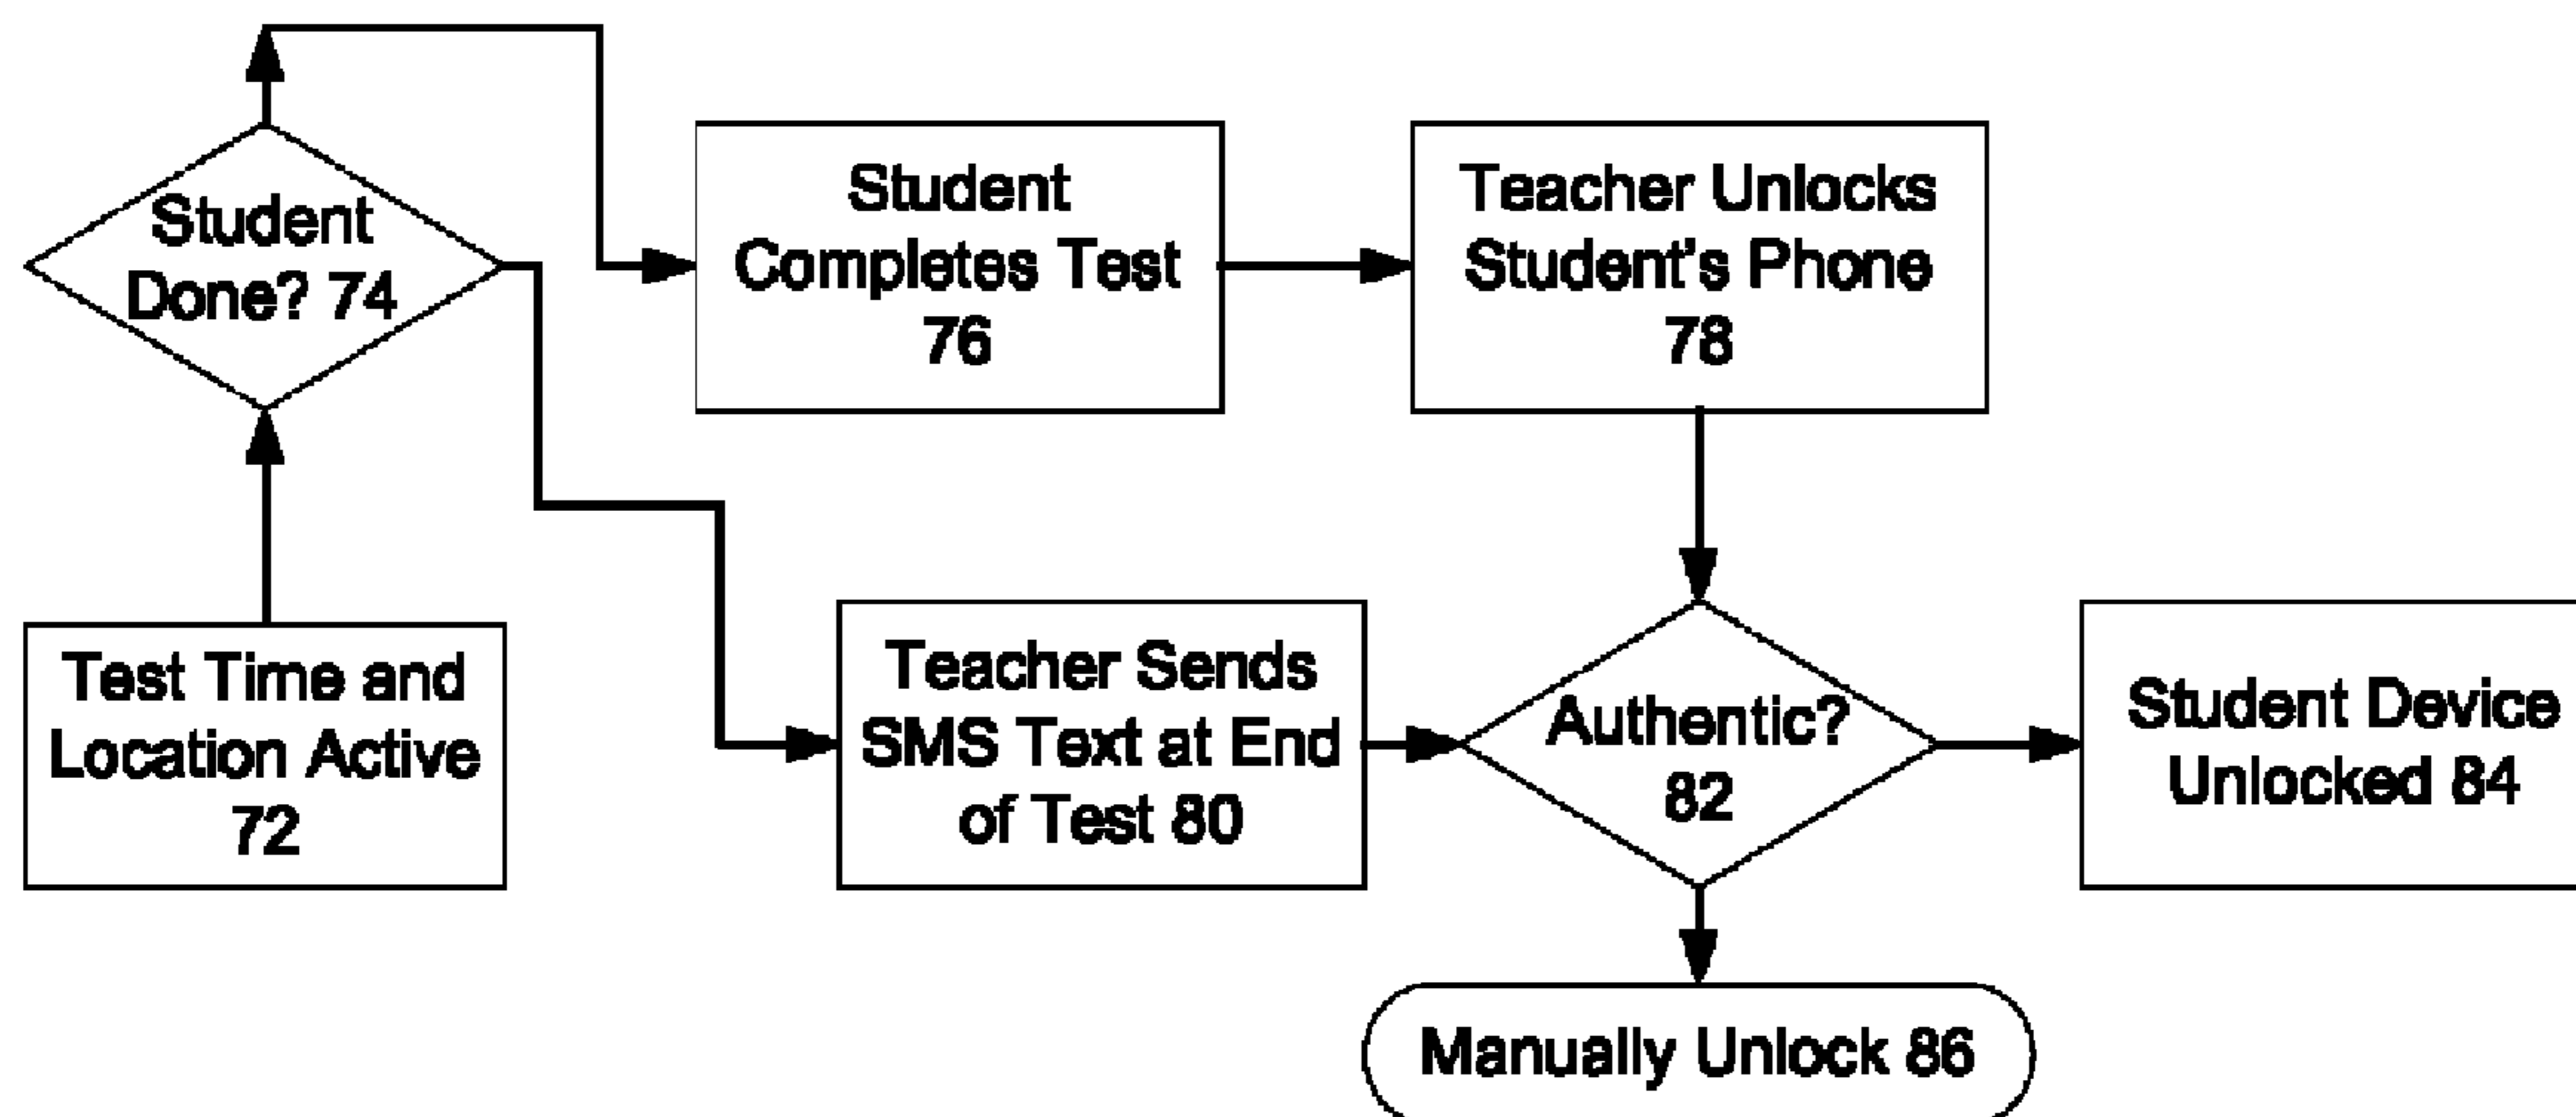 Student
Done? 74
Student
Completes Test
76
Teacher Unlocks
Student's Phone
78
Test Time and
Location Active
72
Teacher Sends
SMS Text at End
of Test 80
Authentic?
82
Student Device
Unlocked 84
Manually Unlock 86